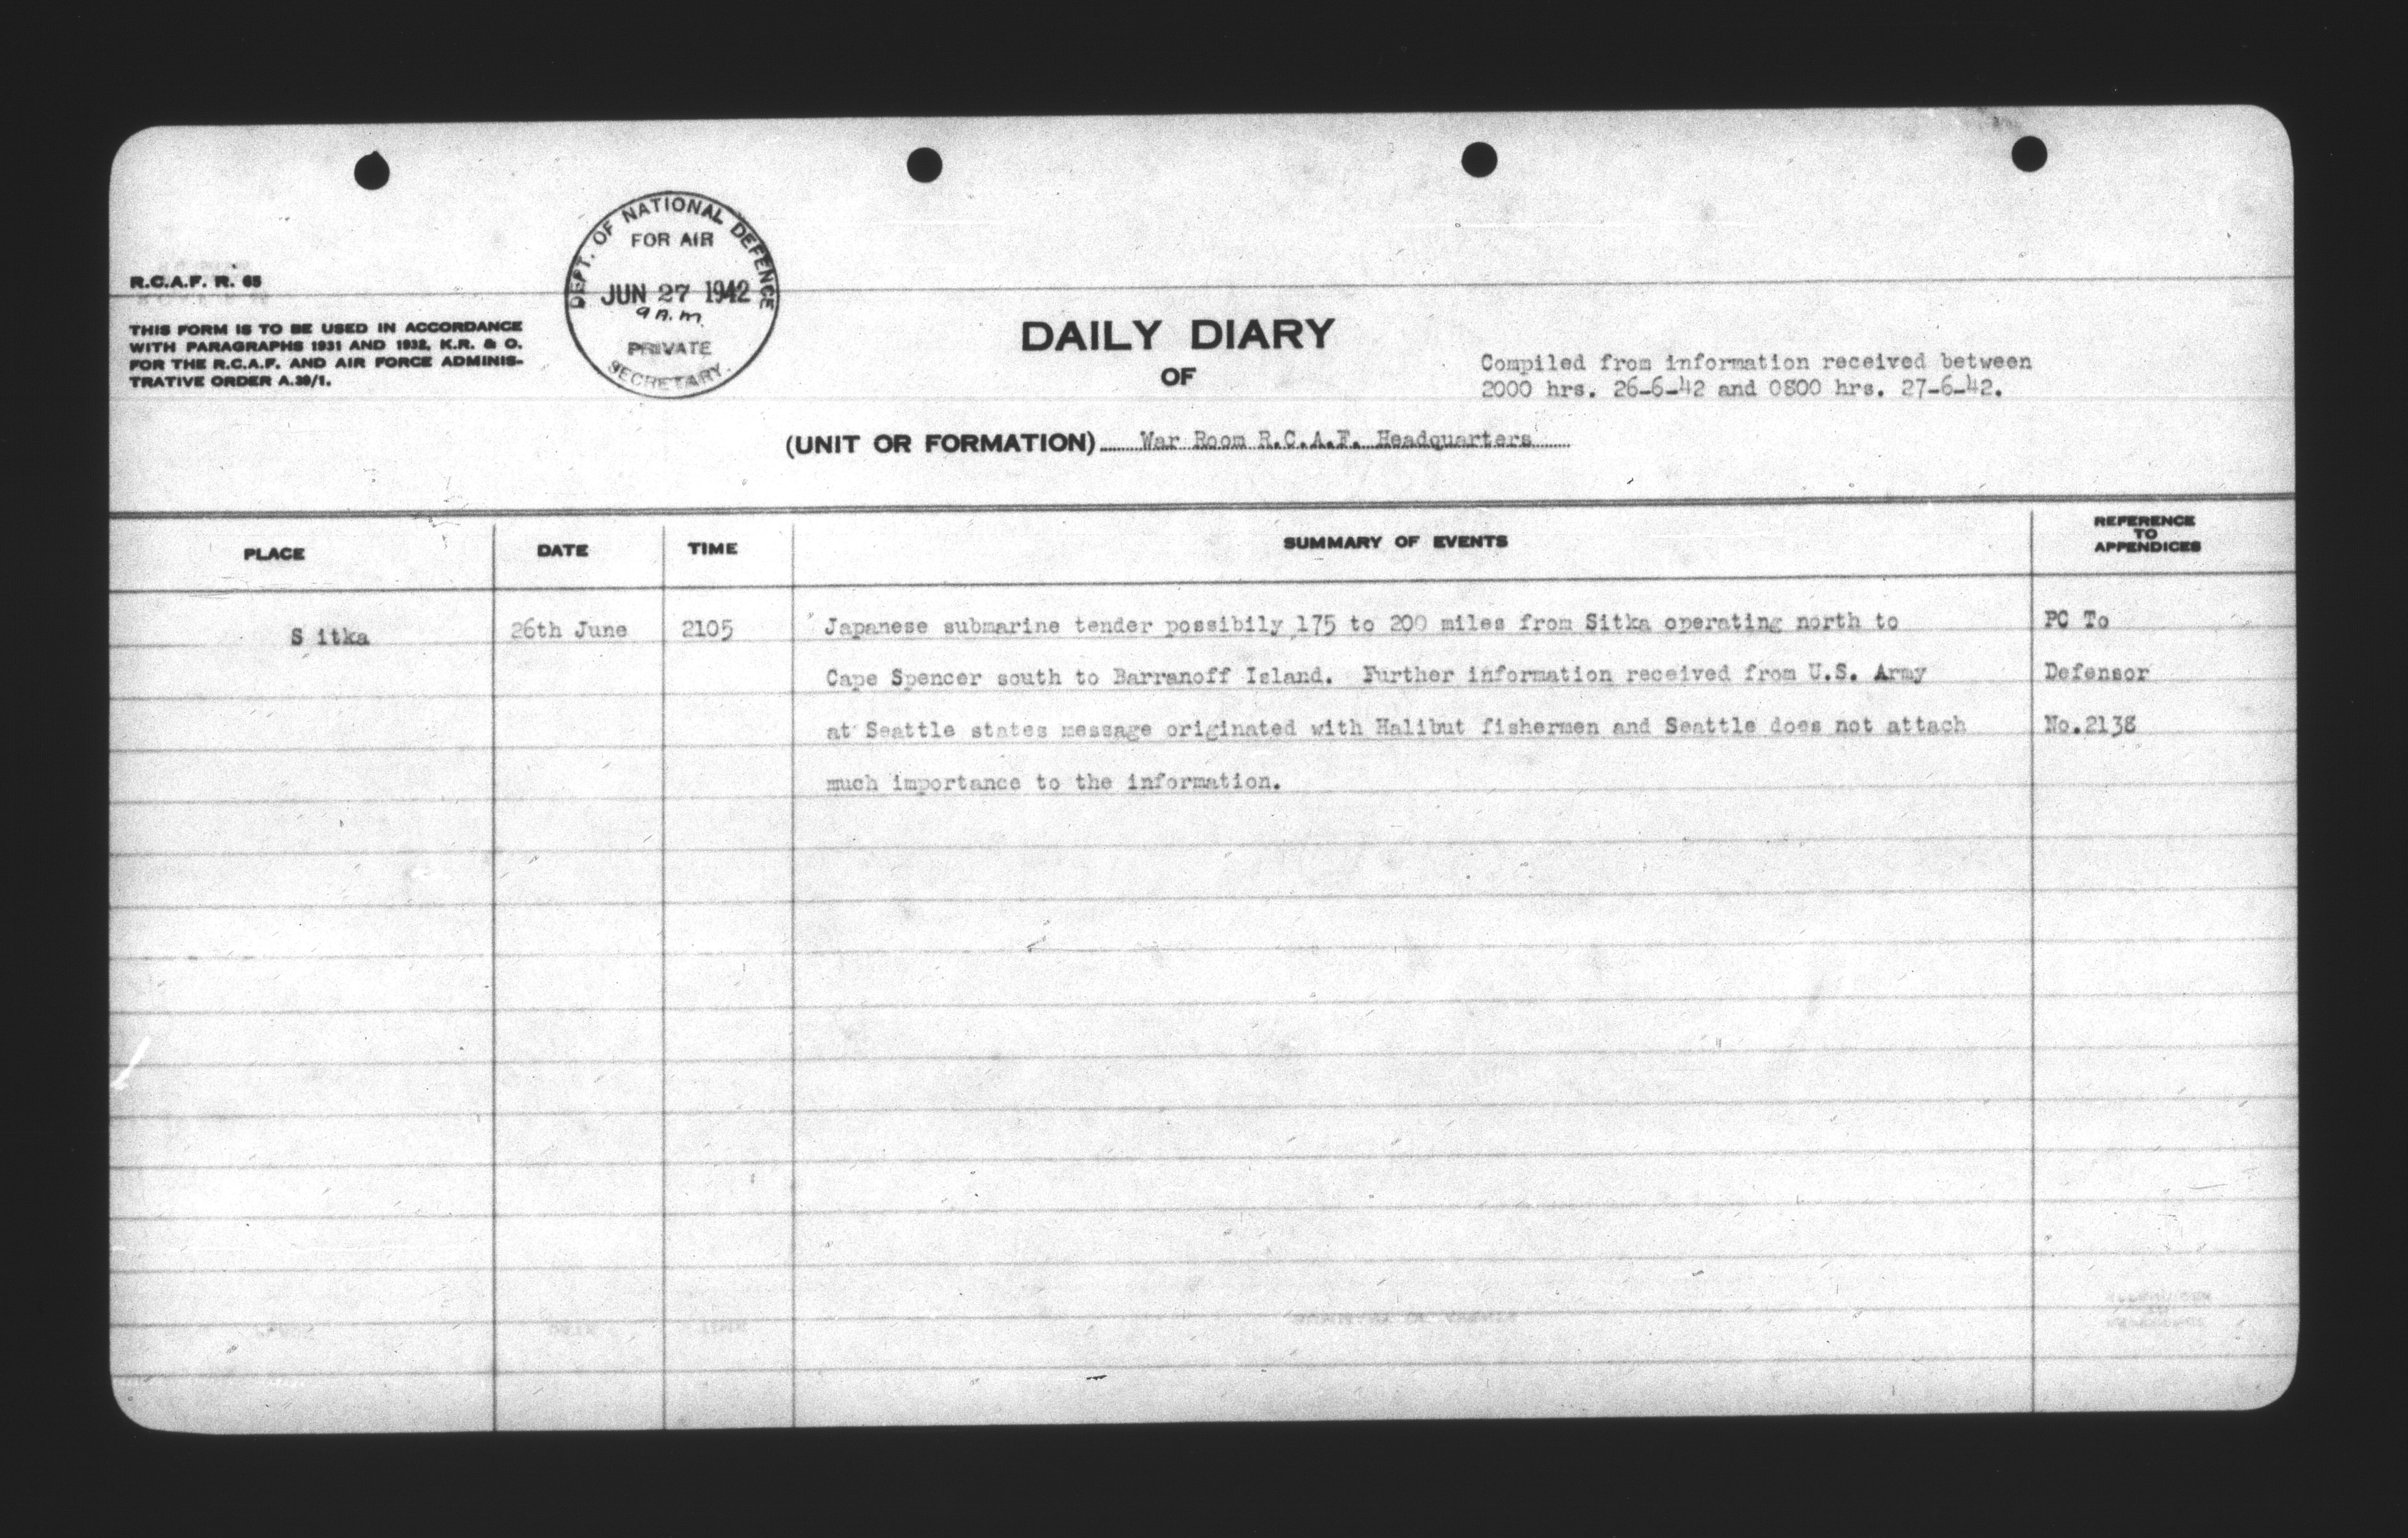 DEPT. OF NATIONAL DEFENCE
FOR AIR
JUN 27 1942
9 A.m.
PRIVATE
SECRETARY.
R.C.A.F. R. 65
THIS FORM IS TO BE USED IN ACCORDANCE
WITH PARAGRAPHS 1931 AND 1932, K.R. & O.
FOR THE R.C.A.F. AND AIR FORCE ADMINIS-
TRATIVE ORDER A.39/1.
DAILY DIARY
OF
Compiled from information received between
2000 hrs. 26-6-42 and 0800 hrs. 27-6-42.
(UNIT OR FORMATION) War Room R.C.A.F. Headquarters
PLACE DATE TIME SUMMARY OF EVENTS REFERENCE TO APPENDICES
S itka 26th June 2105 Japanese submarine tender possibily 175 to 200 miles from Sitka operating north to PC To
Cape Spencer south to Barranoff Island. Further information received from U.S. Army Defensor
at Seattle states message originated with Halibut fishermen and Seattle does not attach No.2138
much importance to the information.